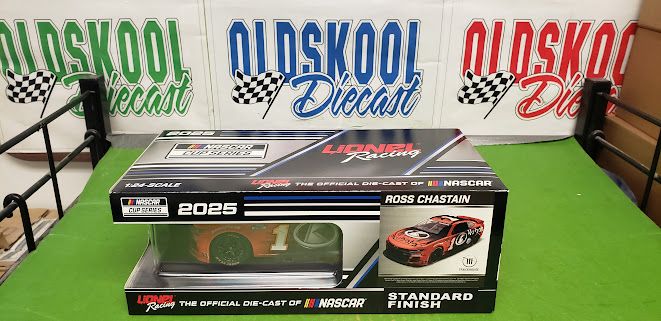 OLDSKOOL
Diecast
OLDSKOOL
Diecast
OLDSKOOL
Diecast
2025
NASCAR
CUP SERIES
LIONEL
Racing
1:24-SCALE
LIONEL Racing THE OFFICIAL DIE-CAST OF NASCAR
NASCAR
CUP SERIES
2025
ROSS CHASTAIN
1
1
LIONEL
Racing THE OFFICIAL DIE-CAST OF NASCAR
STANDARD
FINISH